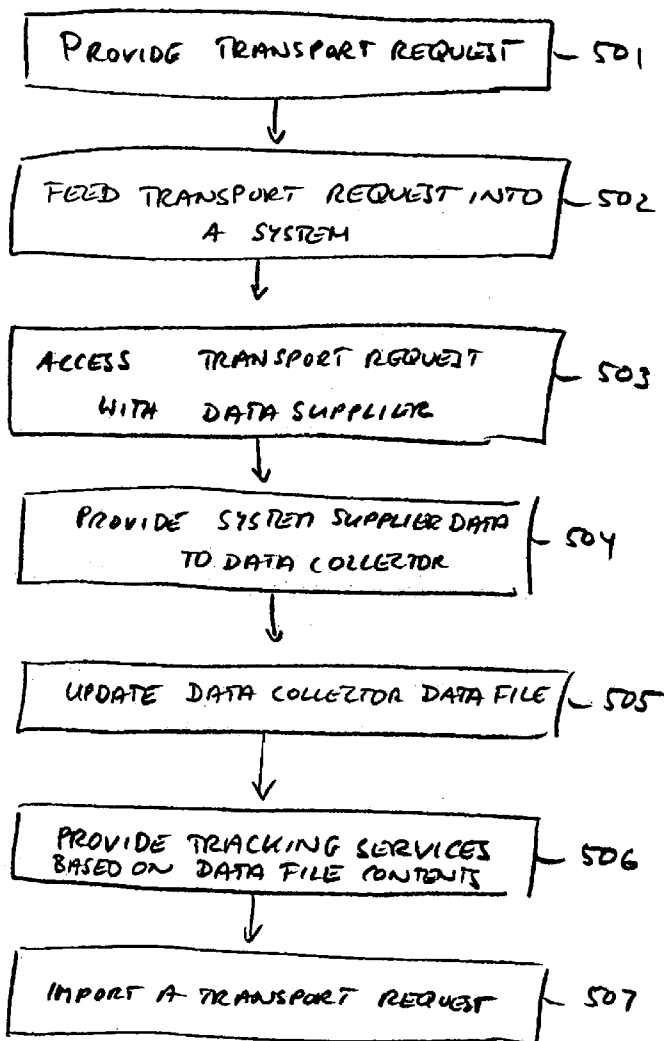 PROVIDE TRANSPORT REQUEST
501
FEED TRANSPORT REQUEST INTO
A SYSTEM
502
ACCESS TRANSPORT REQUEST
WITH DATA SUPPLIER
503
PROVIDE SYSTEM SUPPLIER DATA
TO DATA COLLECTOR
504
UPDATE DATA COLLECTOR DATA FILE
505
PROVIDE TRACKING SERVICES
BASED ON DATA FILE CONTENTS
506
IMPORT A TRANSPORT REQUEST
507